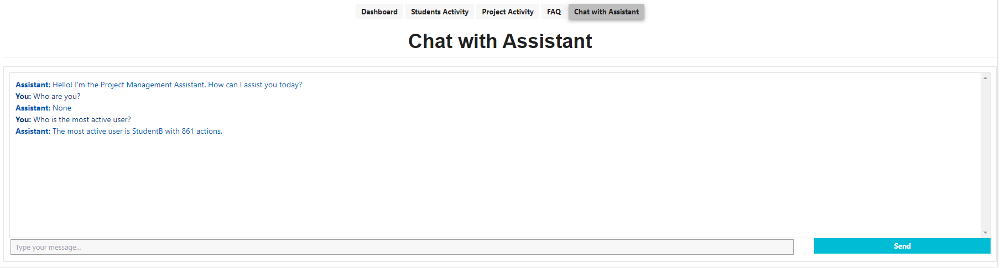 Dashboard Students Activity Project Activity FAQ Chat with Assistant
Chat with Assistant
Assistant: Hello! I'm the Project Management Assistant. How can I assist you today?
You: Who are you?
Assistant: None
You: Who is the most active user?
Assistant: The most active user is StudentB with 861 actions.
Type your message... Send